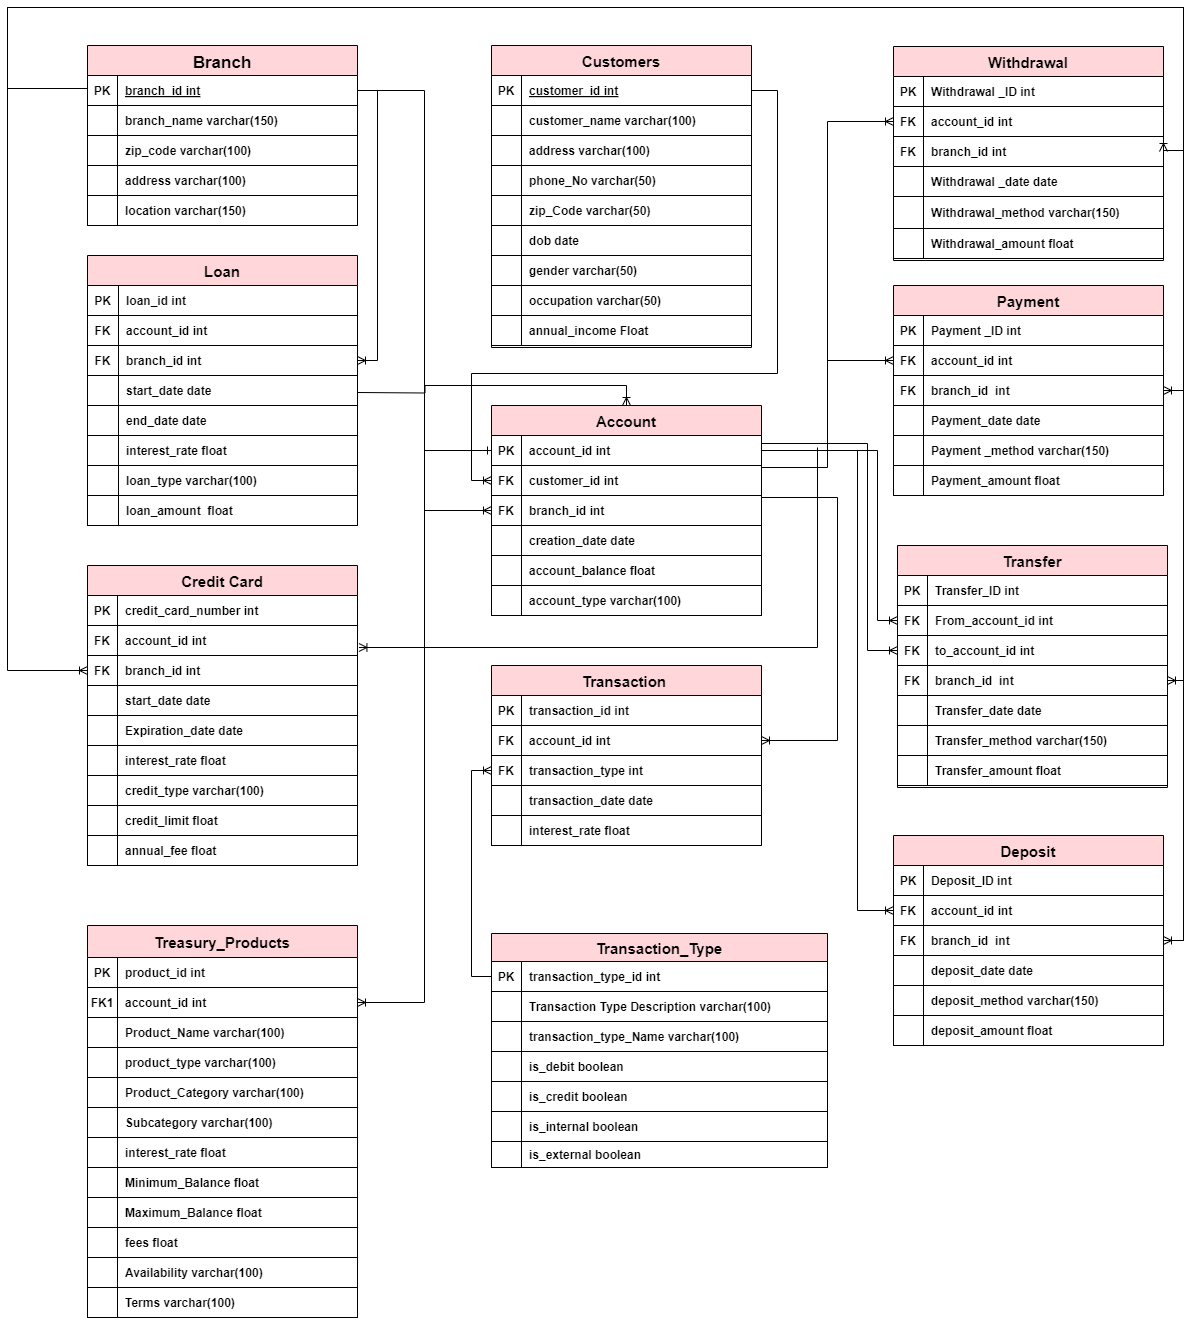 Branch
PK branch_id int
branch_name varchar(150)
zip_code varchar(100)
address varchar(100)
location varchar(150)
Loan
PK loan_id int
FK account_id int
FK branch_id int
start_date date
end_date date
interest_rate float
loan_type varchar(100)
loan_amount float
Credit Card
PK credit_card_number int
FK account_id int
FK branch_id int
start_date date
Expiration_date date
interest_rate float
credit_type varchar(100)
credit_limit float
annual_fee float
Treasury_Products
PK product_id int
FK1 account_id int
Product_Name varchar(100)
product_type varchar(100)
Product_Category varchar(100)
Subcategory varchar(100)
interest_rate float
Minimum_Balance float
Maximum_Balance float
fees float
Availability varchar(100)
Terms varchar(100)
Customers
PK customer_id int
customer_name varchar(100)
address varchar(100)
phone_No varchar(50)
zip_Code varchar(50)
dob date
gender varchar(50)
occupation varchar(50)
annual_income Float
Account
PK account_id int
FK customer_id int
FK branch_id int
creation_date date
account_balance float
account_type varchar(100)
Transaction
PK transaction_id int
FK account_id int
FK transaction_type int
transaction_date date
interest_rate float
Transaction_Type
PK transaction_type_id int
Transaction Type Description varchar(100)
transaction_type_Name varchar(100)
is_debit boolean
is_credit boolean
is_internal boolean
is_external boolean
Withdrawal
PK Withdrawal _ID int
FK account_id int
FK branch_id int
Withdrawal _date date
Withdrawal_method varchar(150)
Withdrawal_amount float
Payment
PK Payment _ID int
FK account_id int
FK branch_id int
Payment_date date
Payment _method varchar(150)
Payment_amount float
Transfer
PK Transfer_ID int
FK From_account_id int
FK to_account_id int
FK branch_id int
Transfer_date date
Transfer_method varchar(150)
Transfer_amount float
Deposit
PK Deposit_ID int
FK account_id int
FK branch_id int
deposit_date date
deposit_method varchar(150)
deposit_amount float